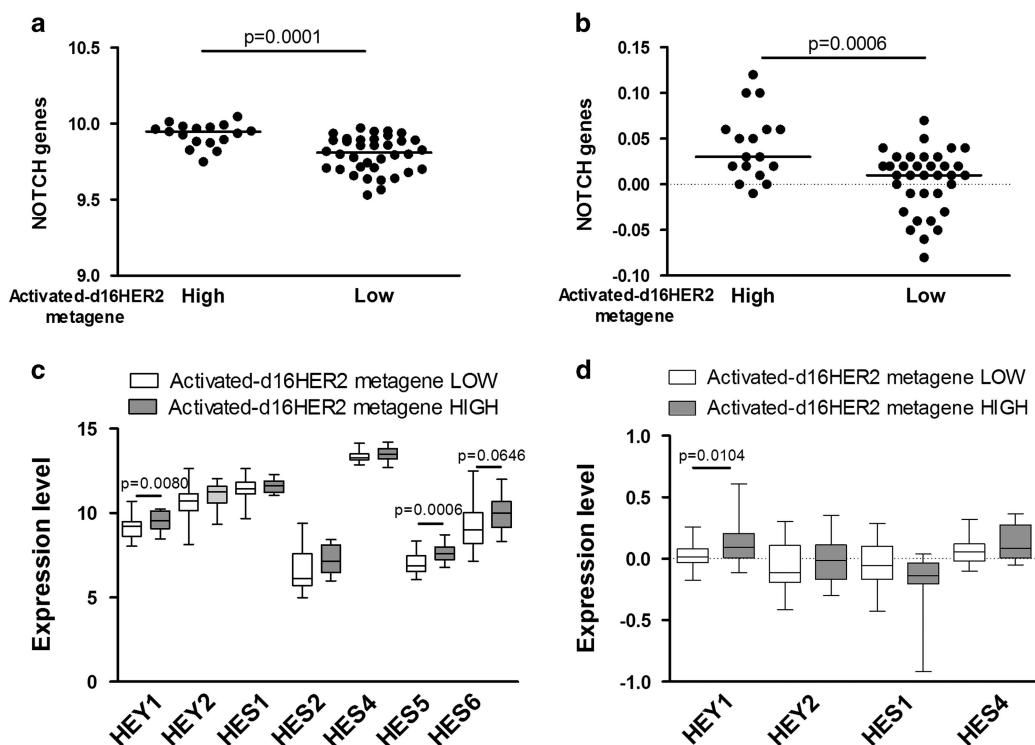 a
p=0.0001
10.5
10.0
9.5
9.0
NOTCH genes
High
Low
Activated-d16HER2
metagene
b
p=0.0006
0.15
0.10
0.05
0.00
-0.05
-0.10
NOTCH genes
High
Low
Activated-d16HER2
metagene
c
Activated-d16HER2 metagene LOW
Activated-d16HER2 metagene HIGH
15
10
5
0
Expression level
p=0.0080
p=0.0006
p=0.0646
HEY1
HEY2
HES1
HES2
HES4
HES5
HES6
d
Activated-d16HER2 metagene LOW
Activated-d16HER2 metagene HIGH
1.0
0.5
0.0
-0.5
-1.0
Expression level
p=0.0104
HEY1
HEY2
HES1
HES4